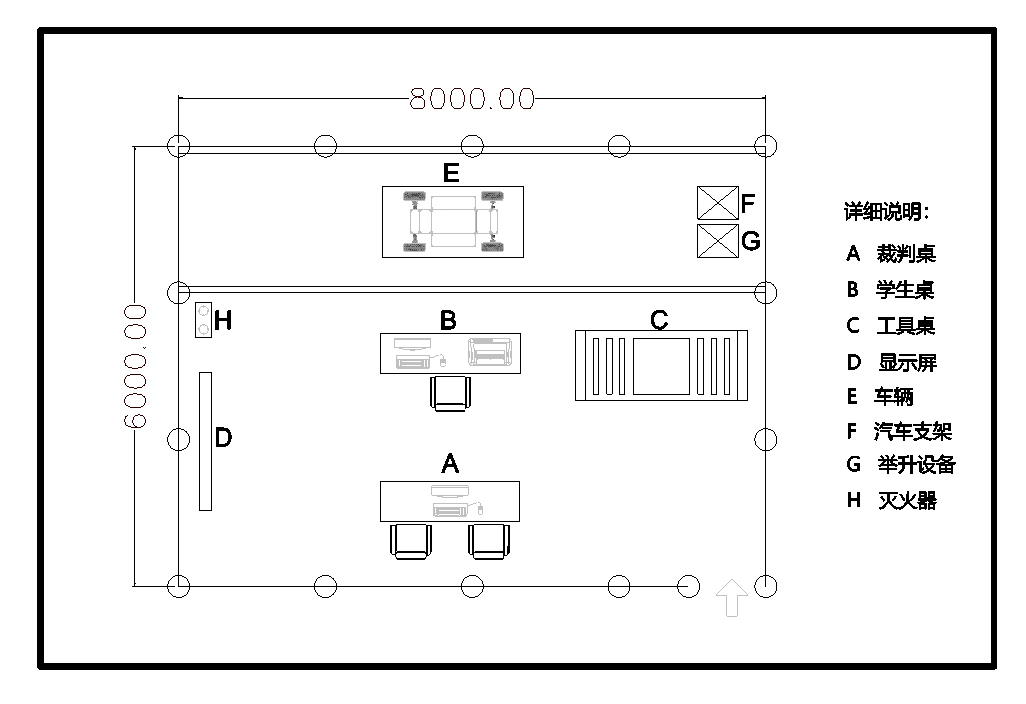 8000.00
E
F
G
6000.00
H
B
C
D
A
详细说明：
A 裁判桌
B 学生桌
C 工具桌
D 显示屏
E 车辆
F 汽车支架
G 举升设备
H 灭火器